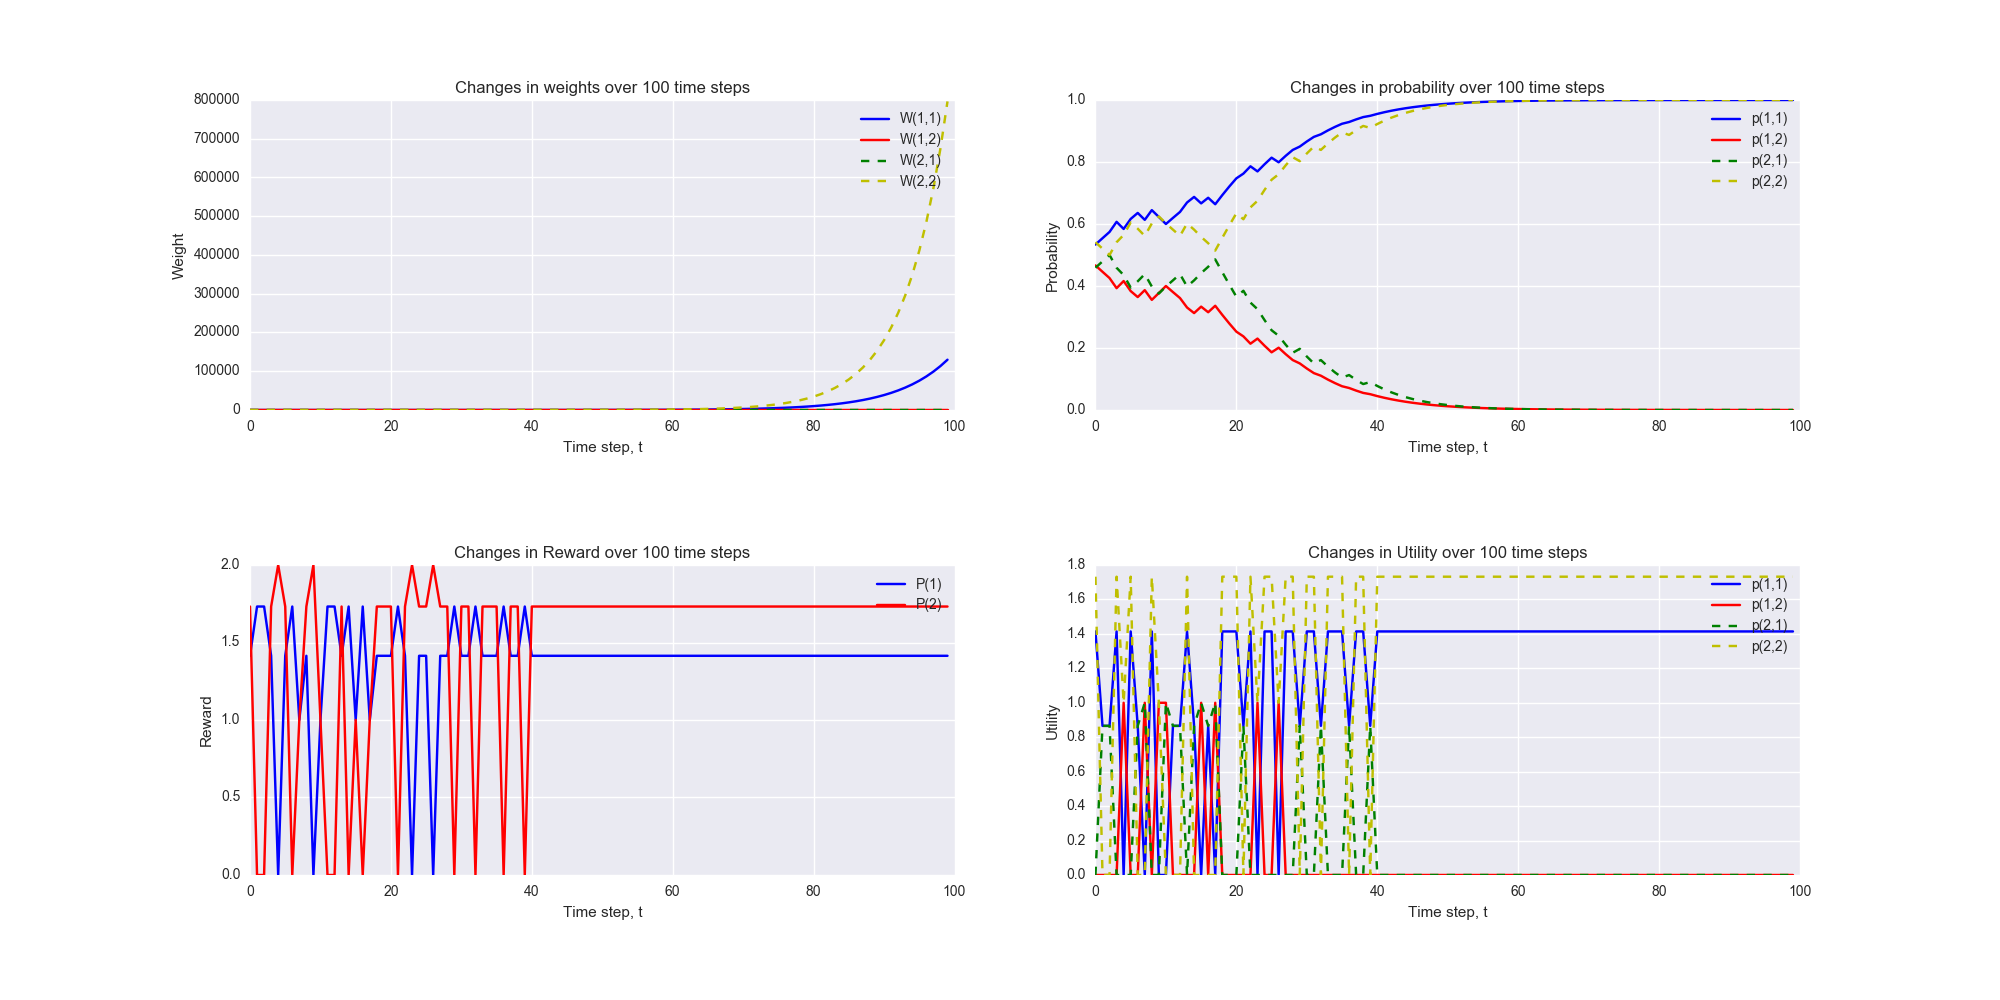 Changes in weights over 100 time steps
800000
700000
600000
500000
400000
300000
200000
100000
0
Weight
0 20 40 60 80 100
Time step, t
W(1,1)
W(1,2)
W(2,1)
W(2,2)
Changes in probability over 100 time steps
1.0
0.8
0.6
0.4
0.2
0.0
Probability
0 20 40 60 80 100
Time step, t
p(1,1)
p(1,2)
p(2,1)
p(2,2)
Changes in Reward over 100 time steps
2.0
1.5
1.0
0.5
0.0
Reward
0 20 40 60 80 100
Time step, t
P(1)
P(2)
Changes in Utility over 100 time steps
1.8
1.6
1.4
1.2
1.0
0.8
0.6
0.4
0.2
0.0
Utility
0 20 40 60 80 100
Time step, t
p(1,1)
p(1,2)
p(2,1)
p(2,2)